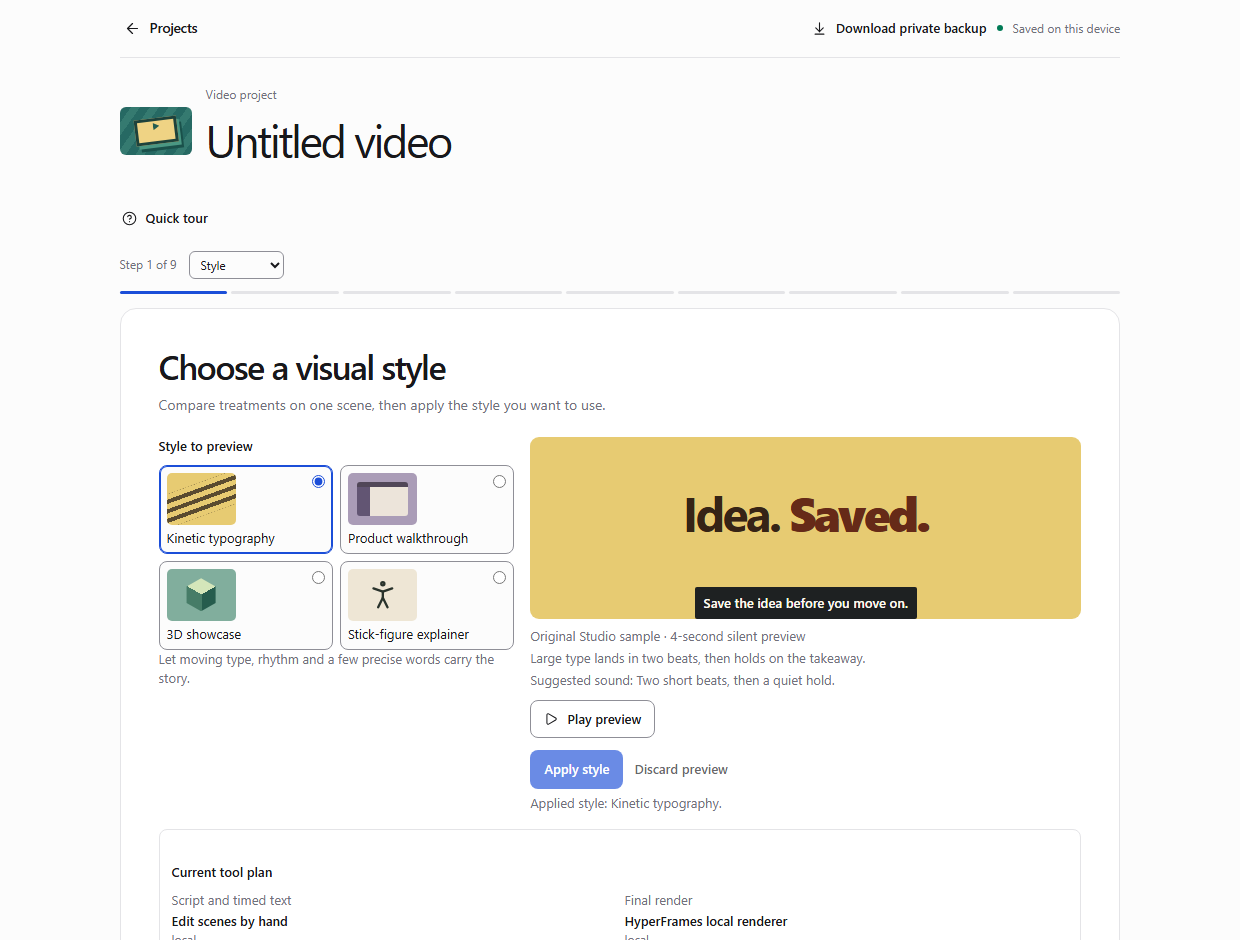 Projects
Download private backup
Saved on this device
Video project
Untitled video
Quick tour
Step 1 of 9
Style
Choose a visual style
Compare treatments on one scene, then apply the style you want to use.
Style to preview
Kinetic typography
Product walkthrough
3D showcase
Stick-figure explainer
Let moving type, rhythm and a few precise words carry the
story.
Idea. Saved.
Save the idea before you move on.
Original Studio sample · 4-second silent preview
Large type lands in two beats, then holds on the takeaway.
Suggested sound: Two short beats, then a quiet hold.
Play preview
Apply style
Discard preview
Applied style: Kinetic typography.
Current tool plan
Script and timed text
Edit scenes by hand
local
Final render
HyperFrames local renderer
local